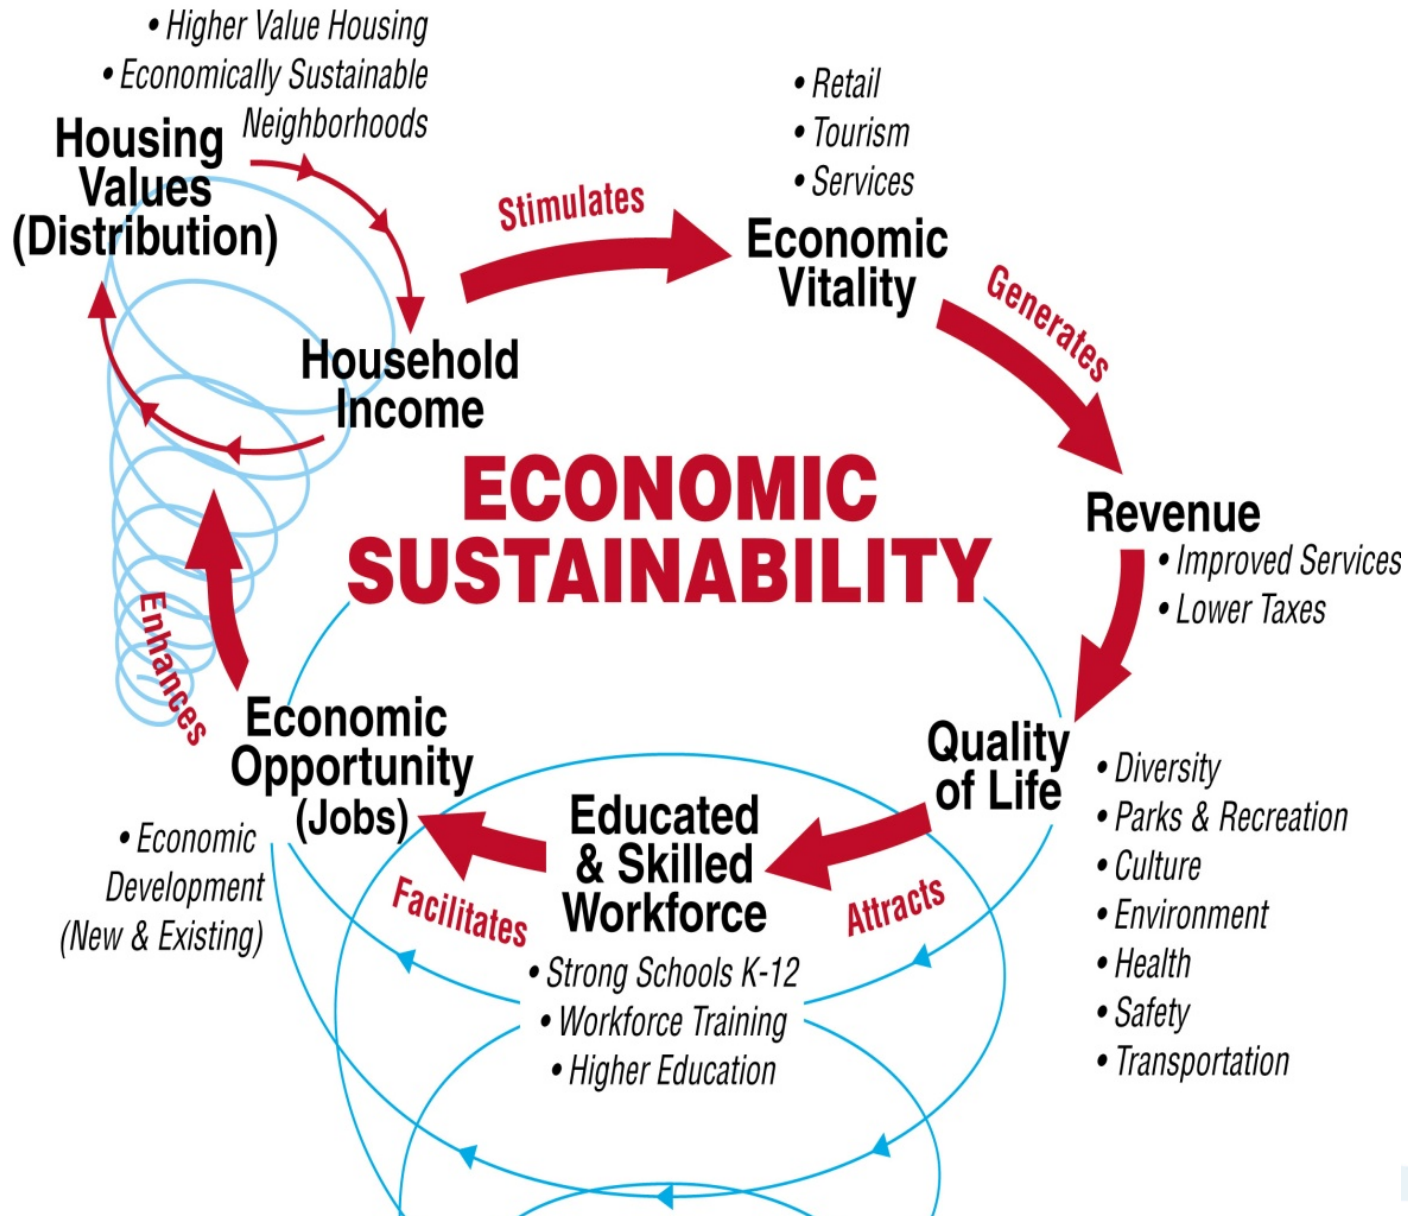 • Higher Value Housing
• Economically Sustainable
Neighborhoods
Housing
Values
(Distribution)
Household
Income
Stimulates
• Retail
• Tourism
• Services
Economic
Vitality
Generates
Revenue
• Improved Services
• Lower Taxes
ECONOMIC
SUSTAINABILITY
Quality
of Life
• Diversity
• Parks & Recreation
• Culture
• Environment
• Health
• Safety
• Transportation
Attracts
Educated
& Skilled
Workforce
• Strong Schools K-12
• Workforce Training
• Higher Education
Facilitates
Economic
Opportunity
(Jobs)
• Economic
Development
(New & Existing)
Enhances